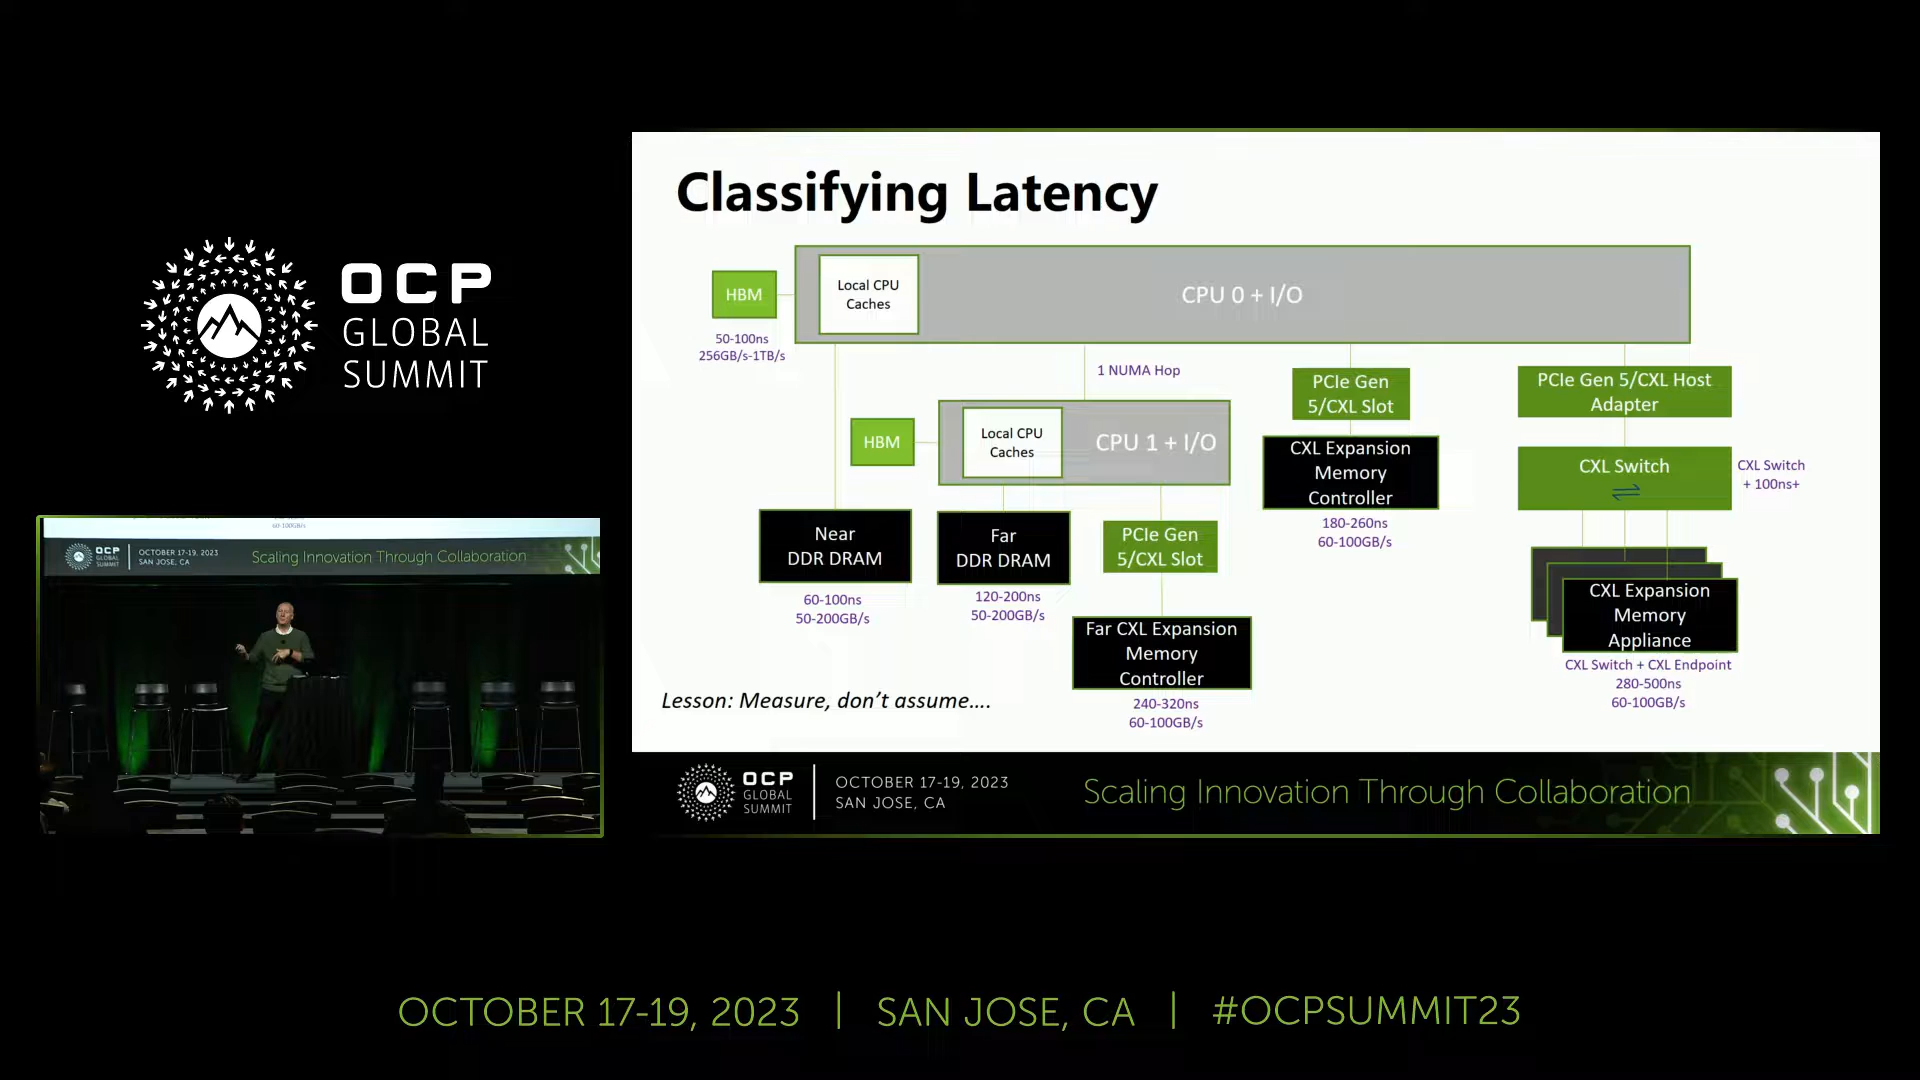 OCP
GLOBAL
SUMMIT
60-100GB/s
OCP
GLOBAL
SUMMIT
OCTOBER 17-19, 2023
SAN JOSE, CA
Scaling Innovation Through Collaboration
Classifying Latency
HBM
50-100ns
256GB/s-1TB/s
Local CPU
Caches
CPU 0 + I/O
1 NUMA Hop
HBM
Local CPU
Caches
CPU 1 + I/O
PCIe Gen
5/CXL Slot
CXL Expansion
Memory
Controller
180-260ns
60-100GB/s
PCIe Gen 5/CXL Host
Adapter
CXL Switch
CXL Switch
+ 100ns+
Near
DDR DRAM
60-100ns
50-200GB/s
Far
DDR DRAM
120-200ns
50-200GB/s
PCIe Gen
5/CXL Slot
Far CXL Expansion
Memory
Controller
240-320ns
60-100GB/s
CXL Expansion
Memory
Appliance
CXL Switch + CXL Endpoint
280-500ns
60-100GB/s
Lesson: Measure, don't assume....
OCP
GLOBAL
SUMMIT
OCTOBER 17-19, 2023
SAN JOSE, CA
Scaling Innovation Through Collaboration
OCTOBER 17-19, 2023 | SAN JOSE, CA | #OCPSUMMIT23